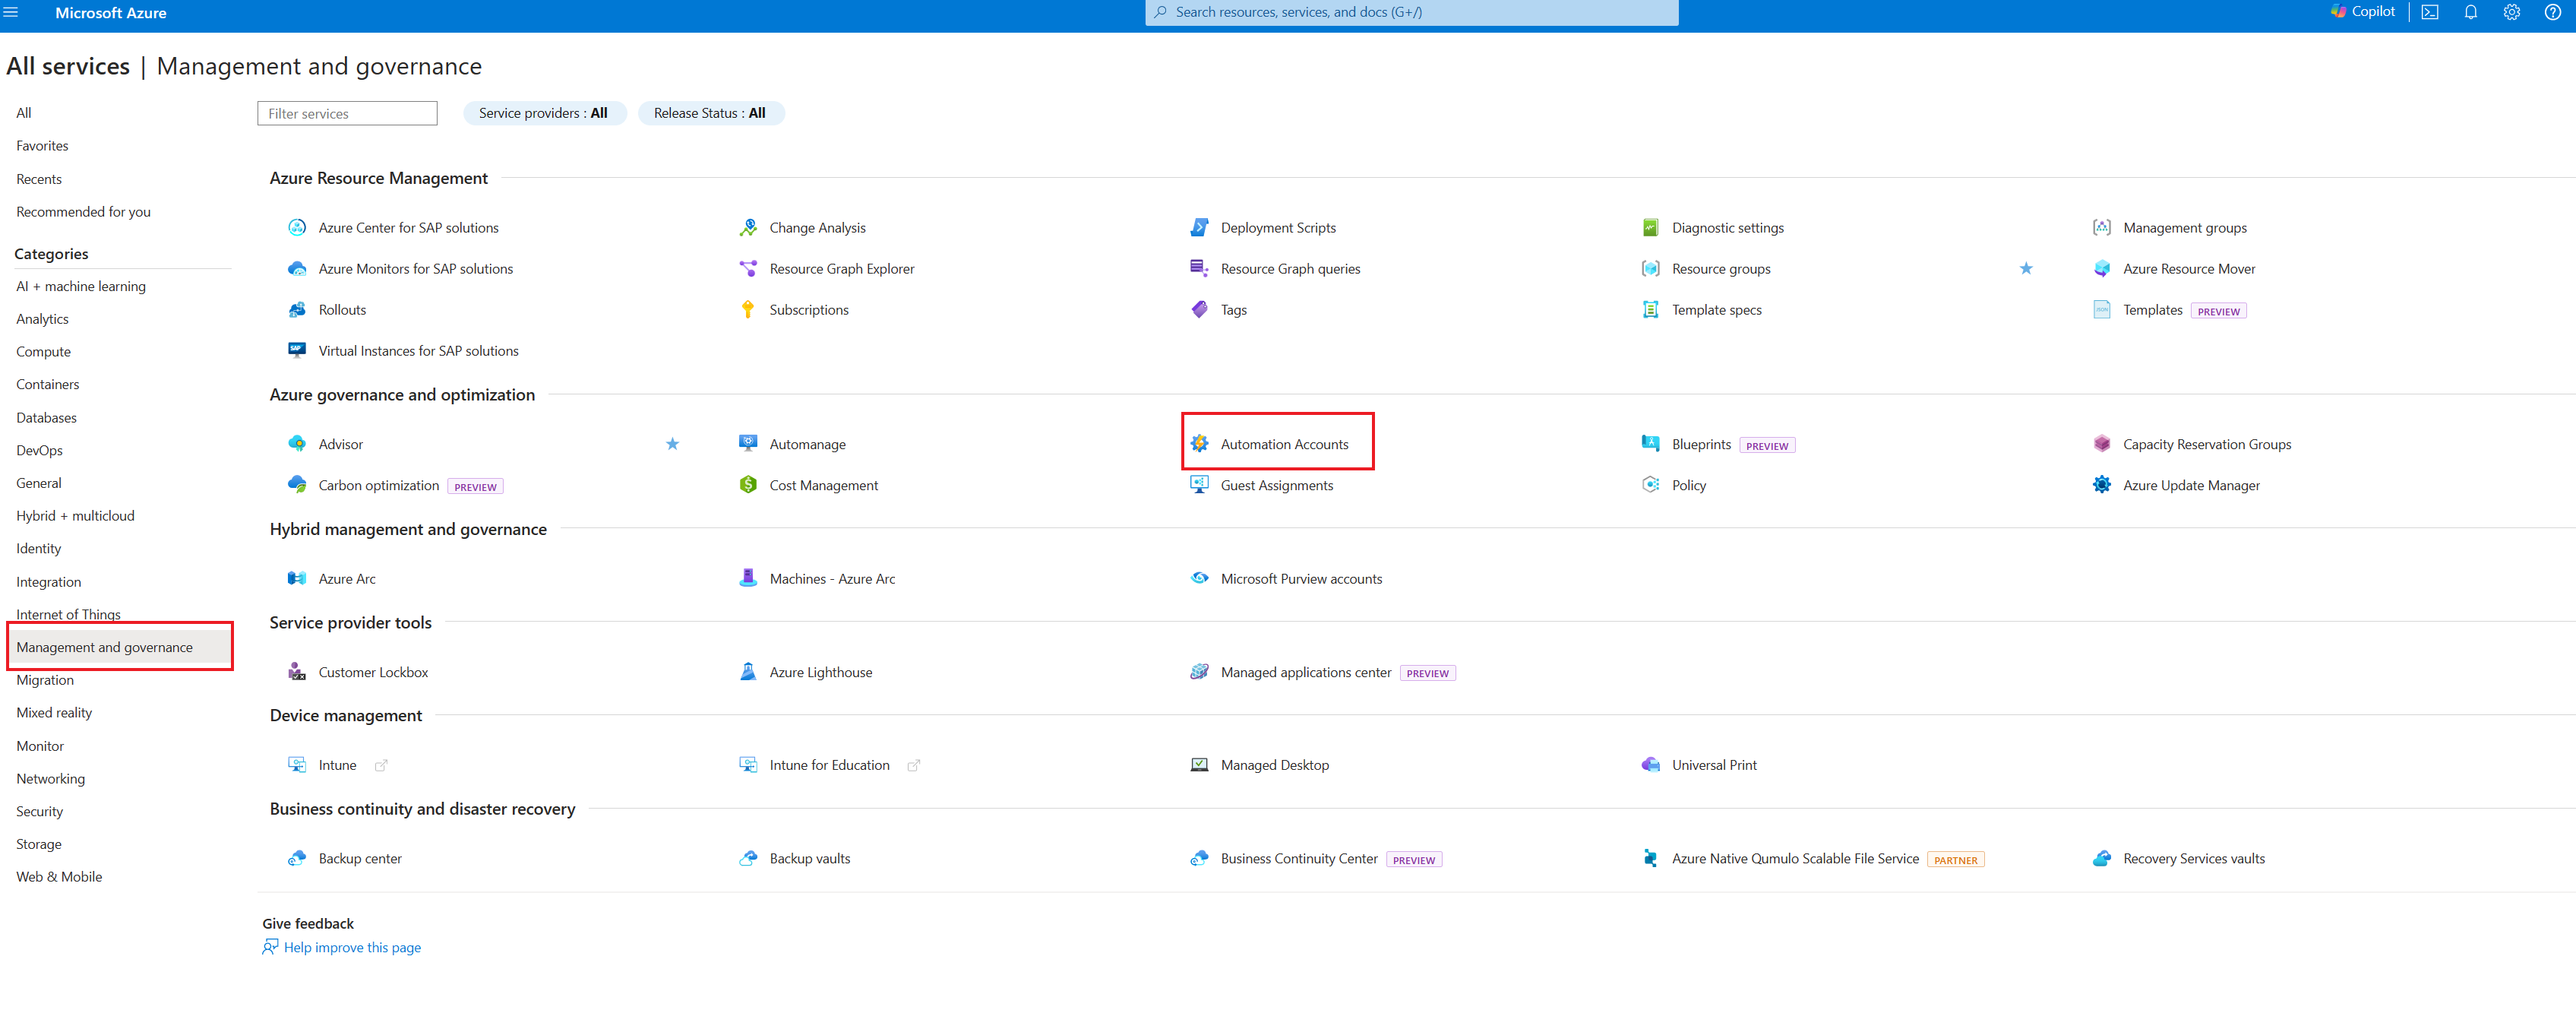 Microsoft Azure
Search resources, services, and docs (G+/)
Copilot
All services | Management and governance
All
Favorites
Recents
Recommended for you
Categories
AI + machine learning
Analytics
Compute
Containers
Databases
DevOps
General
Hybrid + multicloud
Identity
Integration
Internet of Things
Management and governance
Migration
Mixed reality
Monitor
Networking
Security
Storage
Web & Mobile
Filter services
Service providers : All
Release Status : All
Azure Resource Management
Azure Center for SAP solutions
Change Analysis
Deployment Scripts
Diagnostic settings
Management groups
Azure Monitors for SAP solutions
Resource Graph Explorer
Resource Graph queries
Resource groups
Azure Resource Mover
Rollouts
Subscriptions
Tags
Template specs
Templates PREVIEW
Virtual Instances for SAP solutions
Azure governance and optimization
Advisor
Automanage
Automation Accounts
Blueprints PREVIEW
Capacity Reservation Groups
Carbon optimization PREVIEW
Cost Management
Guest Assignments
Policy
Azure Update Manager
Hybrid management and governance
Azure Arc
Machines - Azure Arc
Microsoft Purview accounts
Service provider tools
Customer Lockbox
Azure Lighthouse
Managed applications center PREVIEW
Device management
Intune
Intune for Education
Managed Desktop
Universal Print
Business continuity and disaster recovery
Backup center
Backup vaults
Business Continuity Center PREVIEW
Azure Native Qumulo Scalable File Service PARTNER
Recovery Services vaults
Give feedback
Help improve this page